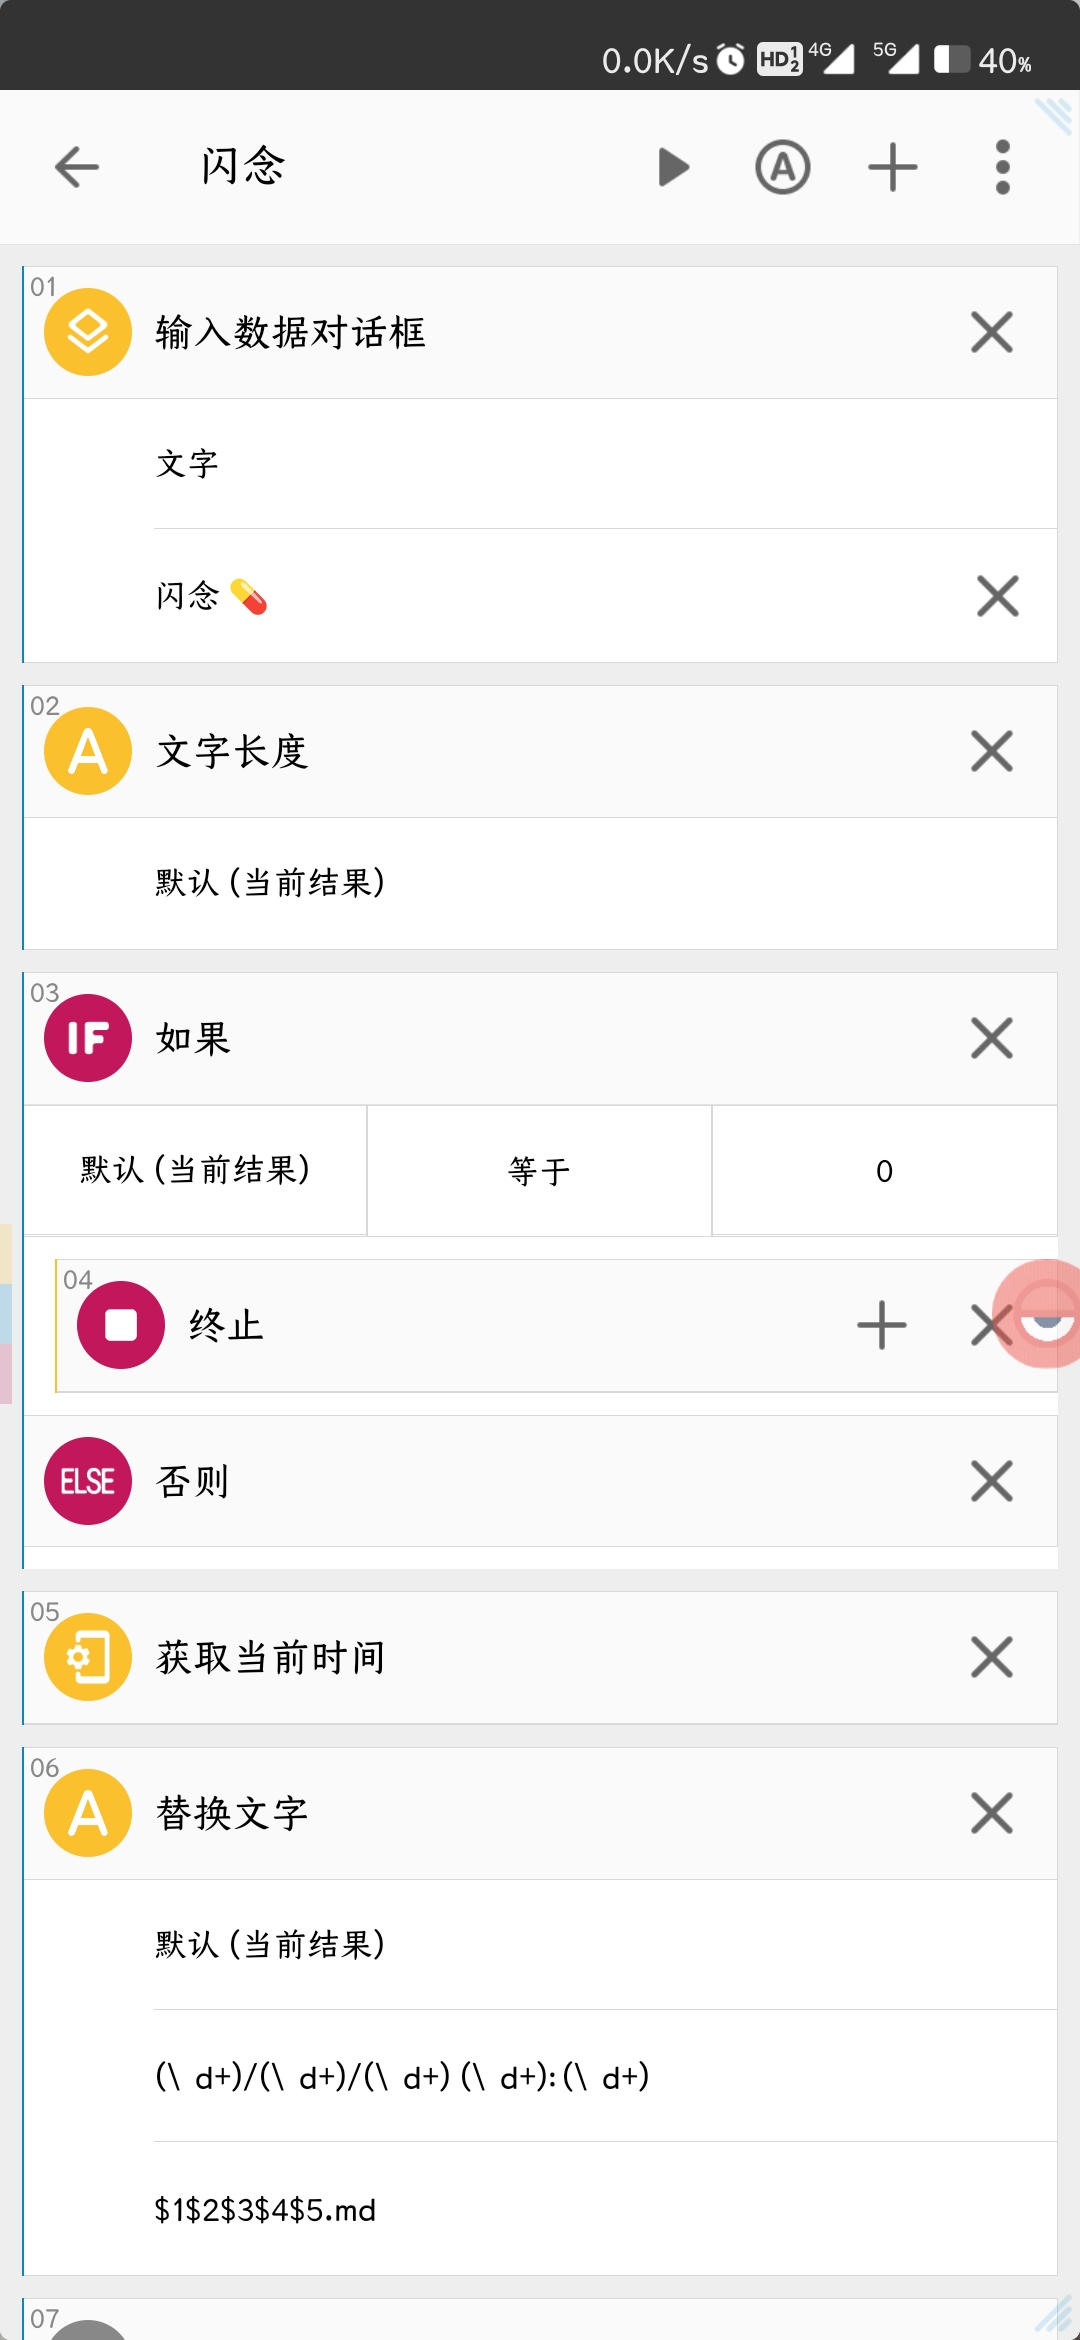 0.0K/s HD 1 2 4G 5G 40%
闪念
A
01
输入数据对话框
文字
闪念 💊
02
A
文字长度
默认 (当前结果)
03
IF
如果
默认 (当前结果) 等于 0
04
终止
ELSE
否则
05
获取当前时间
06
A
替换文字
默认 (当前结果)
(\ d+)/(\ d+)/(\ d+) (\ d+):(\ d+)
$1$2$3$4$5.md
07